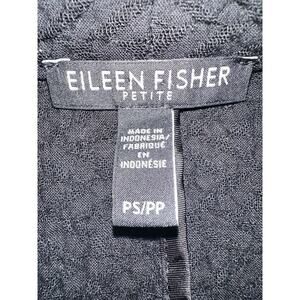 EILEEN FISHER
PETITE
MADE IN
INDONESIA/
FABRIQUÉ
EN
INDONÉSIE
PS/PP